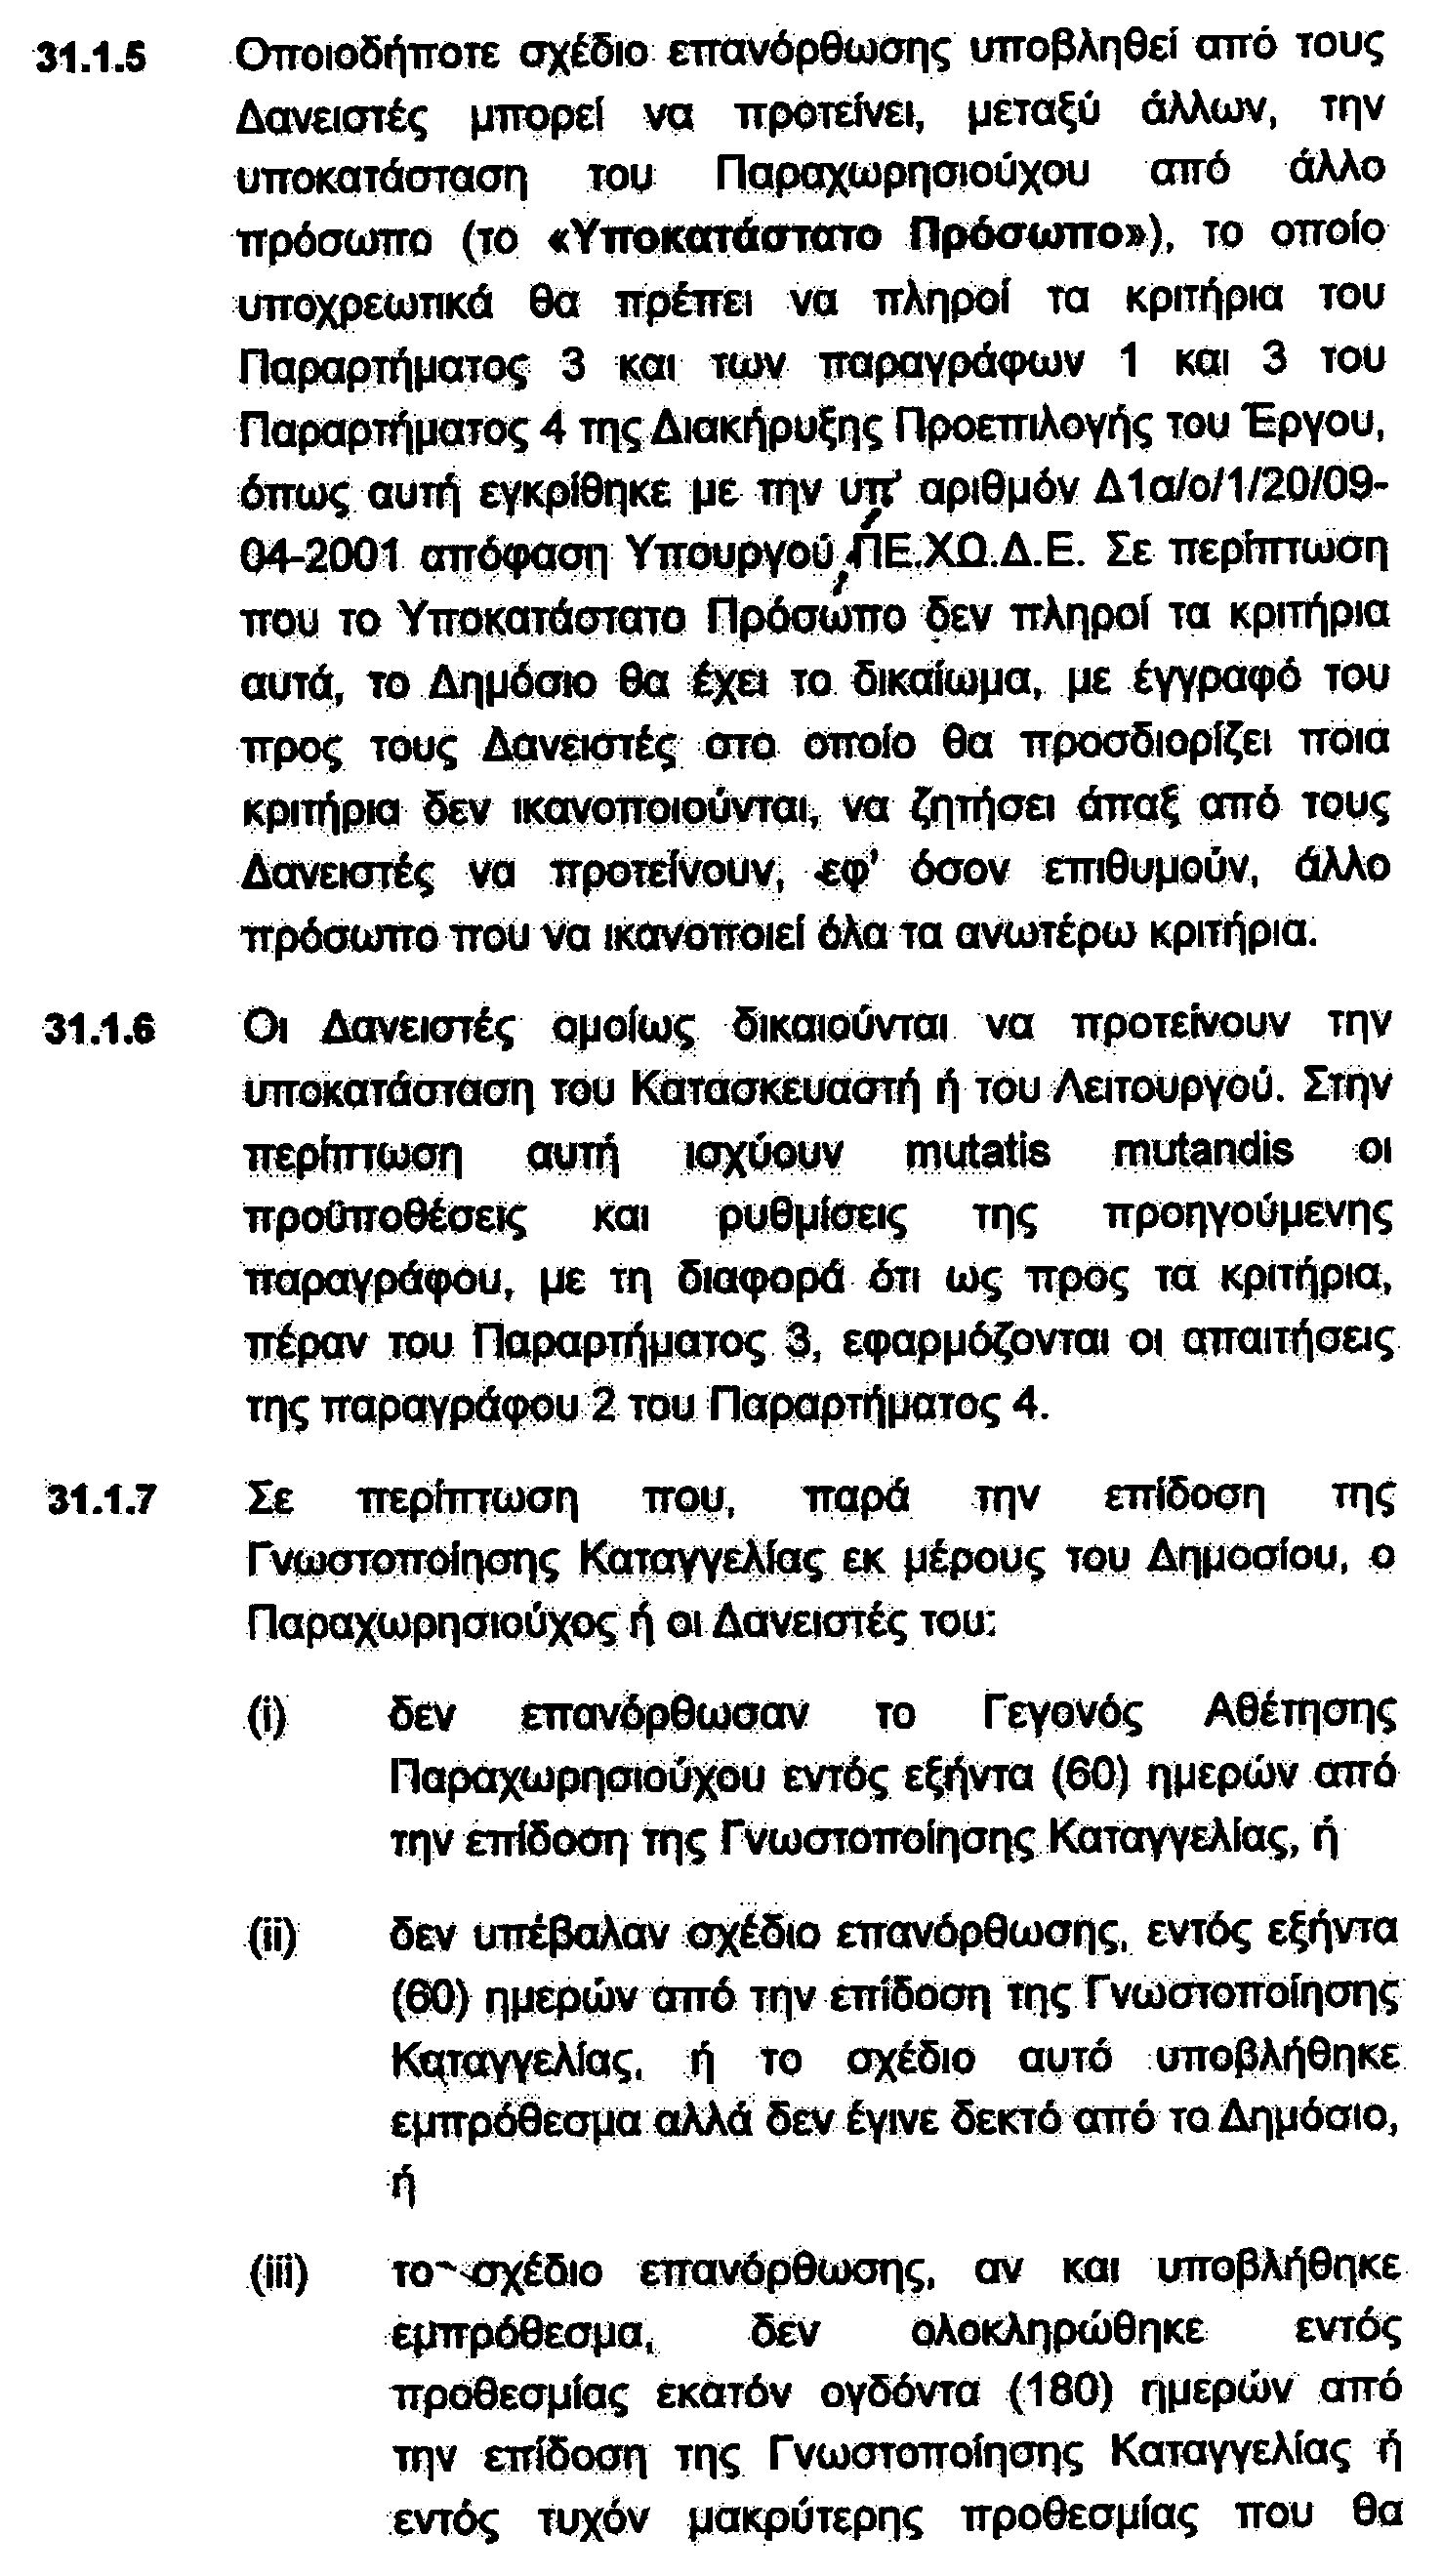 31.1.5 Οποιοδήποτε σχέδιο επανόρθωσης υποβληθεί από τους
Δανειστές μπορεί να προτείνει, μεταξύ άλλων, την
υποκατάσταση του Παραχωρησιούχου από άλλο
πρόσωπο (το «Υποκατάστατο Πρόσωπο»), το οποίο
υποχρεωτικά θα πρέπει να πληροί τα κριτήρια του
Παραρτήματος 3 και των παραγράφων 1 και 3 του
Παραρτήματος 4 της Διακήρυξης Προεπιλογής του Έργου,
όπως αυτή εγκρίθηκε με την υπ' αριθμόν Δ1α/ο/1/20/09-
04-2001 απόφαση Υπουργού ΠΕ.ΧΩ.Δ.Ε. Σε περίπτωση
που το Υποκατάστατο Πρόσωπο δεν πληροί τα κριτήρια
αυτά, το Δημόσιο θα έχει το δικαίωμα, με έγγραφό του
προς τους Δανειστές στο οποίο θα προσδιορίζει ποια
κριτήρια δεν ικανοποιούνται, να ζητήσει άπαξ από τους
Δανειστές να προτείνουν, εφ' όσον επιθυμούν, άλλο
πρόσωπο που να ικανοποιεί όλα τα ανωτέρω κριτήρια.
31.1.6 Οι Δανειστές ομοίως δικαιούνται να προτείνουν την
υποκατάσταση του Κατασκευαστή ή του Λειτουργού. Στην
περίπτωση αυτή ισχύουν mutatis mutandis οι
προϋποθέσεις και ρυθμίσεις της προηγούμενης
παραγράφου, με τη διαφορά ότι ως προς τα κριτήρια,
πέραν του Παραρτήματος 3, εφαρμόζονται οι απαιτήσεις
της παραγράφου 2 του Παραρτήματος 4.
31.1.7 Σε περίπτωση που, παρά την επίδοση της
Γνωστοποίησης Καταγγελίας εκ μέρους του Δημοσίου, ο
Παραχωρησιούχος ή οι Δανειστές του:
(i) δεν επανόρθωσαν το Γεγονός Αθέτησης
Παραχωρησιούχου εντός εξήντα (60) ημερών από
την επίδοση της Γνωστοποίησης Καταγγελίας, ή
(ii) δεν υπέβαλαν σχέδιο επανόρθωσης, εντός εξήντα
(60) ημερών από την επίδοση της Γνωστοποίησης
Καταγγελίας, ή το σχέδιο αυτό υποβλήθηκε
εμπρόθεσμα αλλά δεν έγινε δεκτό από το Δημόσιο,
ή
(iii) το σχέδιο επανόρθωσης, αν και υποβλήθηκε
εμπρόθεσμα, δεν ολοκληρώθηκε εντός
προθεσμίας εκατόν ογδόντα (180) ημερών από
την επίδοση της Γνωστοποίησης Καταγγελίας ή
εντός τυχόν μακρύτερης προθεσμίας που θα